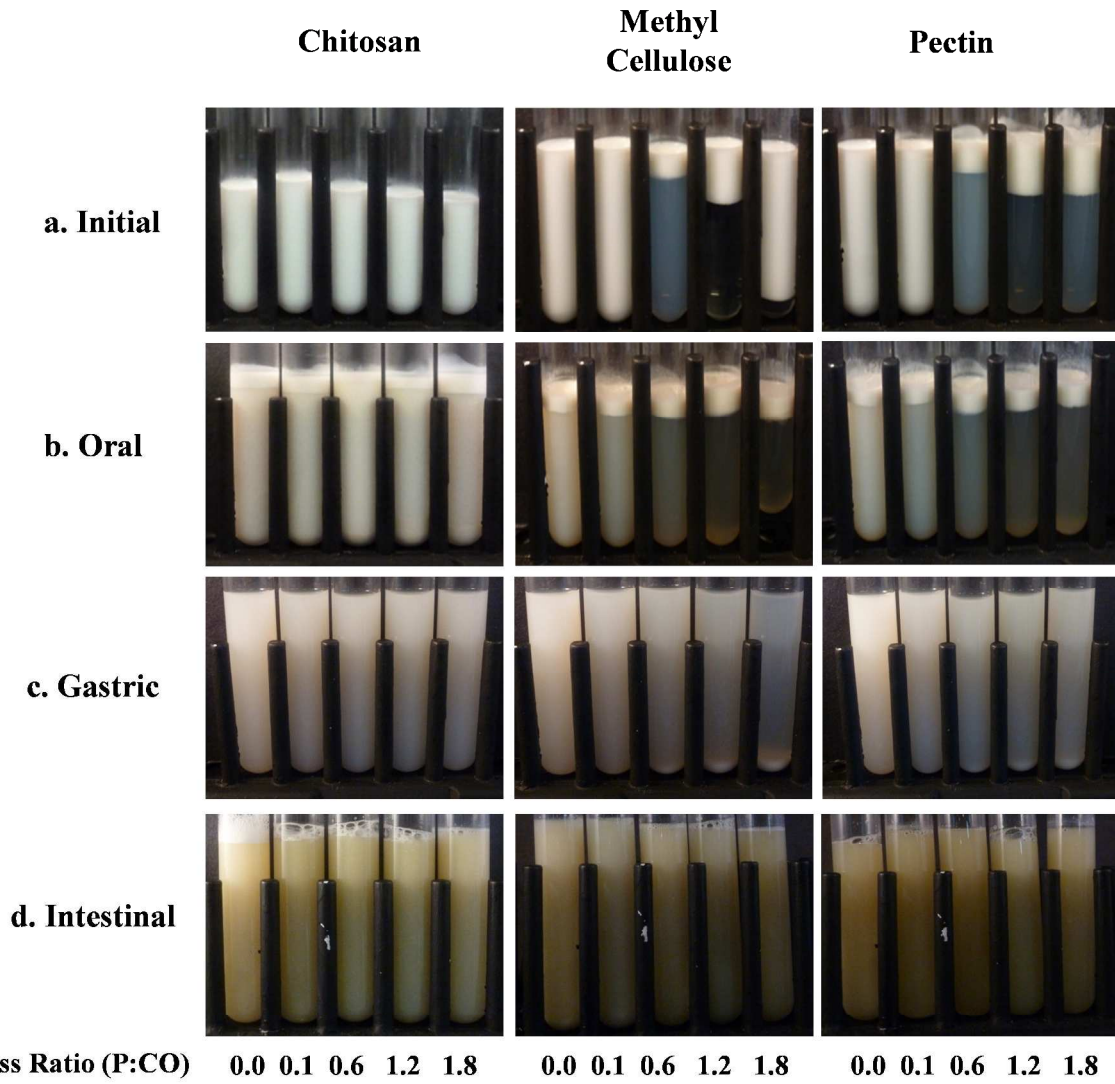 Chitosan
Methyl
Cellulose
Pectin
a. Initial
b. Oral
c. Gastric
d. Intestinal
ss Ratio (P:CO)
0.0 0.1 0.6 1.2 1.8
0.0 0.1 0.6 1.2 1.8
0.0 0.1 0.6 1.2 1.8